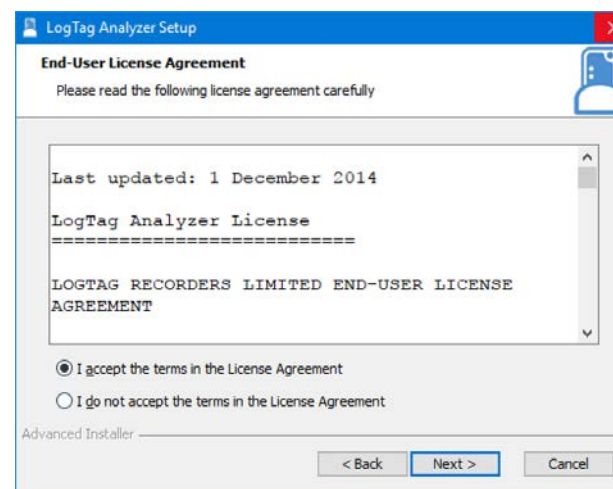 LogTag Analyzer Setup
End-User License Agreement
Please read the following license agreement carefully
Last updated: 1 December 2014
LogTag Analyzer License
===========================
LOGTAG RECORDERS LIMITED END-USER LICENSE
AGREEMENT
I accept the terms in the License Agreement
I do not accept the terms in the License Agreement
Advanced Installer
< Back Next > Cancel